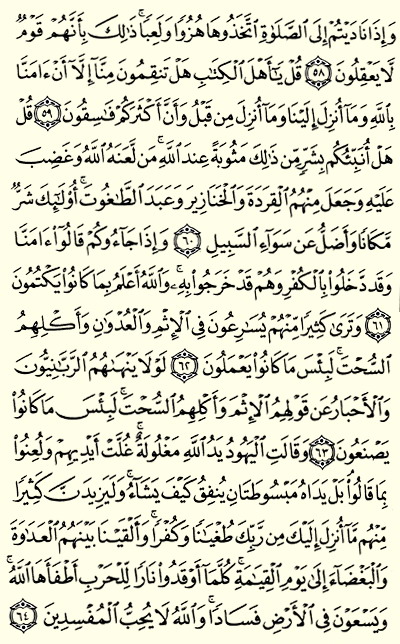 وَإِذَا نَادَيْتُمْ إِلَى ٱلصَّلَوٰةِ ٱتَّخَذُوهَا هُزُوًا وَلَعِبًا ۚ ذَٰلِكَ بِأَنَّهُمْ قَوْمٌ
لَّا يَعْقِلُونَ ﴿٥٨﴾ قُلْ يَـٰٓأَهْلَ ٱلْكِتَـٰبِ هَلْ تَنقِمُونَ مِنَّآ إِلَّآ أَنْ ءَامَنَّا
بِٱللَّهِ وَمَآ أُنزِلَ إِلَيْنَا وَمَآ أُنزِلَ مِن قَبْلُ وَأَنَّ أَكْثَرَكُمْ فَـٰسِقُونَ ﴿٥٩﴾ قُلْ
هَلْ أُنَبِّئُكُم بِشَرٍّ مِّن ذَٰلِكَ مَثُوبَةً عِندَ ٱللَّهِ ۚ مَن لَّعَنَهُ ٱللَّهُ وَغَضِبَ
عَلَيْهِ وَجَعَلَ مِنْهُمُ ٱلْقِرَدَةَ وَٱلْخَنَازِيرَ وَعَبَدَ ٱلطَّـٰغُوتَ ۚ أُو۟لَـٰٓئِكَ شَرٌّ
مَّكَانًا وَأَضَلُّ عَن سَوَآءِ ٱلسَّبِيلِ ﴿٦٠﴾ وَإِذَا جَآءُوكُمْ قَالُوٓا۟ ءَامَنَّا
وَقَد دَّخَلُوا۟ بِٱلْكُفْرِ وَهُمْ قَدْ خَرَجُوا۟ بِهِۦ ۚ وَٱللَّهُ أَعْلَمُ بِمَا كَانُوا۟ يَكْتُمُونَ
﴿٦١﴾ وَتَرَىٰ كَثِيرًا مِّنْهُمْ يُسَـٰرِعُونَ فِى ٱلْإِثْمِ وَٱلْعُدْوَٰنِ وَأَكْلِهِمُ
ٱلسُّحْتَ ۚ لَبِئْسَ مَا كَانُوا۟ يَعْمَلُونَ ﴿٦٢﴾ لَوْلَا يَنْهَىٰهُمُ ٱلرَّبَّـٰنِيُّونَ
وَٱلْأَحْبَارُ عَن قَوْلِهِمُ ٱلْإِثْمَ وَأَكْلِهِمُ ٱلسُّحْتَ ۚ لَبِئْسَ مَا كَانُوا۟
يَصْنَعُونَ ﴿٦٣﴾ وَقَالَتِ ٱلْيَهُودُ يَدُ ٱللَّهِ مَغْلُولَةٌ ۚ غُلَّتْ أَيْدِيهِمْ وَلُعِنُوا۟
بِمَا قَالُوا۟ ۘ بَلْ يَدَاهُ مَبْسُوطَتَانِ يُنفِقُ كَيْفَ يَشَآءُ ۚ وَلَيَزِيدَنَّ كَثِيرًا
مِّنْهُم مَّآ أُنزِلَ إِلَيْكَ مِن رَّبِّكَ طُغْيَـٰنًا وَكُفْرًا ۚ وَأَلْقَيْنَا بَيْنَهُمُ ٱلْعَدَٰوَةَ
وَٱلْبَغْضَآءَ إِلَىٰ يَوْمِ ٱلْقِيَـٰمَةِ ۚ كُلَّمَآ أَوْقَدُوا۟ نَارًا لِّلْحَرْبِ أَطْفَأَهَا ٱللَّهُ ۚ
وَيَسْعَوْنَ فِى ٱلْأَرْضِ فَسَادًا ۚ وَٱللَّهُ لَا يُحِبُّ ٱلْمُفْسِدِينَ ﴿٦٤﴾